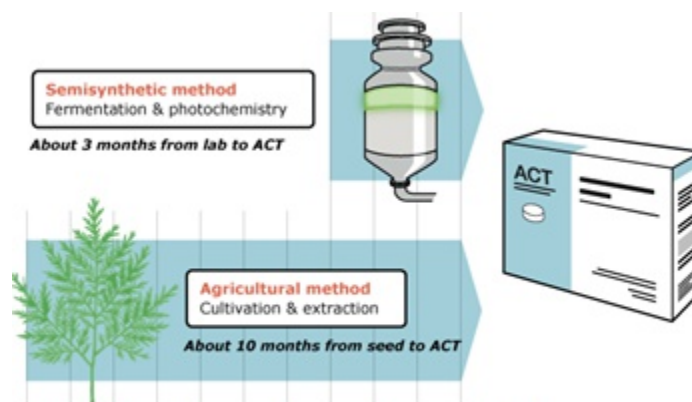 Semisynthetic method
Fermentation & photochemistry
About 3 months from lab to ACT
ACT
Agricultural method
Cultivation & extraction
About 10 months from seed to ACT